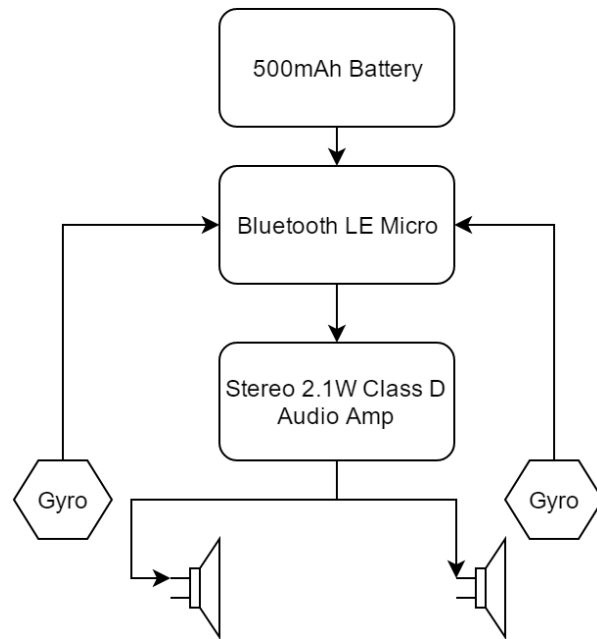 500mAh Battery
Bluetooth LE Micro
Stereo 2.1W Class D
Audio Amp
Gyro
Gyro